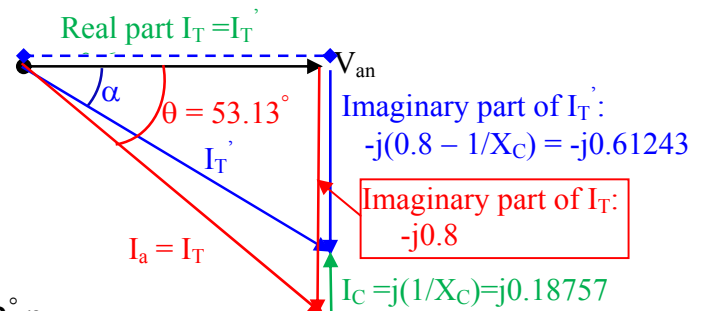 Real part I_T =I_T'
V_an
α
θ = 53.13°
Imaginary part of I_T':
-j(0.8 – 1/X_C) = -j0.61243
I_T'
Imaginary part of I_T:
-j0.8
I_a = I_T
I_C =j(1/X_C)=j0.18757